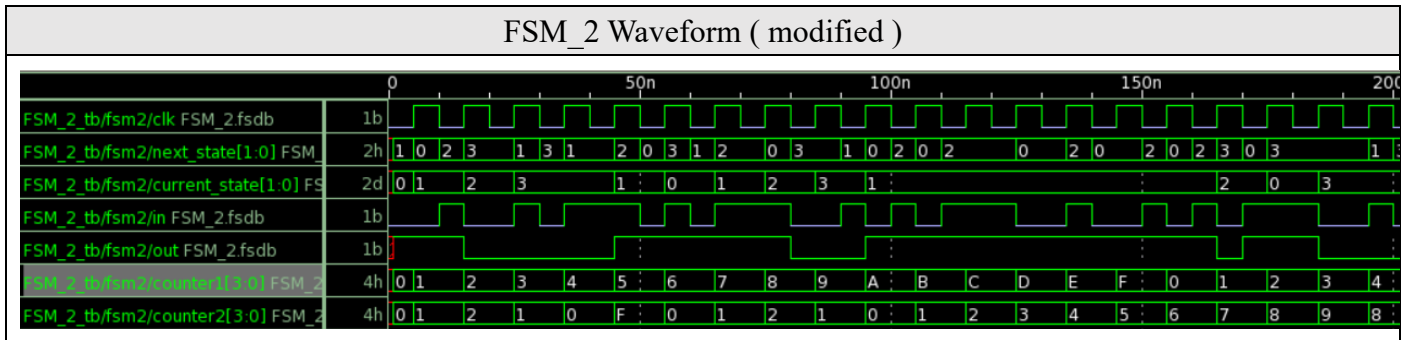 FSM_2 Waveform ( modified )
0 50n 100n 150n 200
FSM_2_tb/fsm2/clk FSM_2.fsdb 1b
FSM_2_tb/fsm2/next_state[1:0] FSM_ 2h 1 0 2 3 1 3 1 2 0 3 1 2 0 3 1 0 2 0 2 0 2 0 2 0 2 3 0 3 1 3
FSM_2_tb/fsm2/current_state[1:0] FS 2d 0 1 2 3 1 0 1 2 3 1 2 0 3
FSM_2_tb/fsm2/in FSM_2.fsdb 1b
FSM_2_tb/fsm2/out FSM_2.fsdb 1b
FSM_2_tb/fsm2/counter1[3:0] FSM_2 4h 0 1 2 3 4 5 6 7 8 9 A B C D E F 0 1 2 3 4
FSM_2_tb/fsm2/counter2[3:0] FSM_2 4h 0 1 2 1 0 F 0 1 2 1 0 1 2 3 4 5 6 7 8 9 8